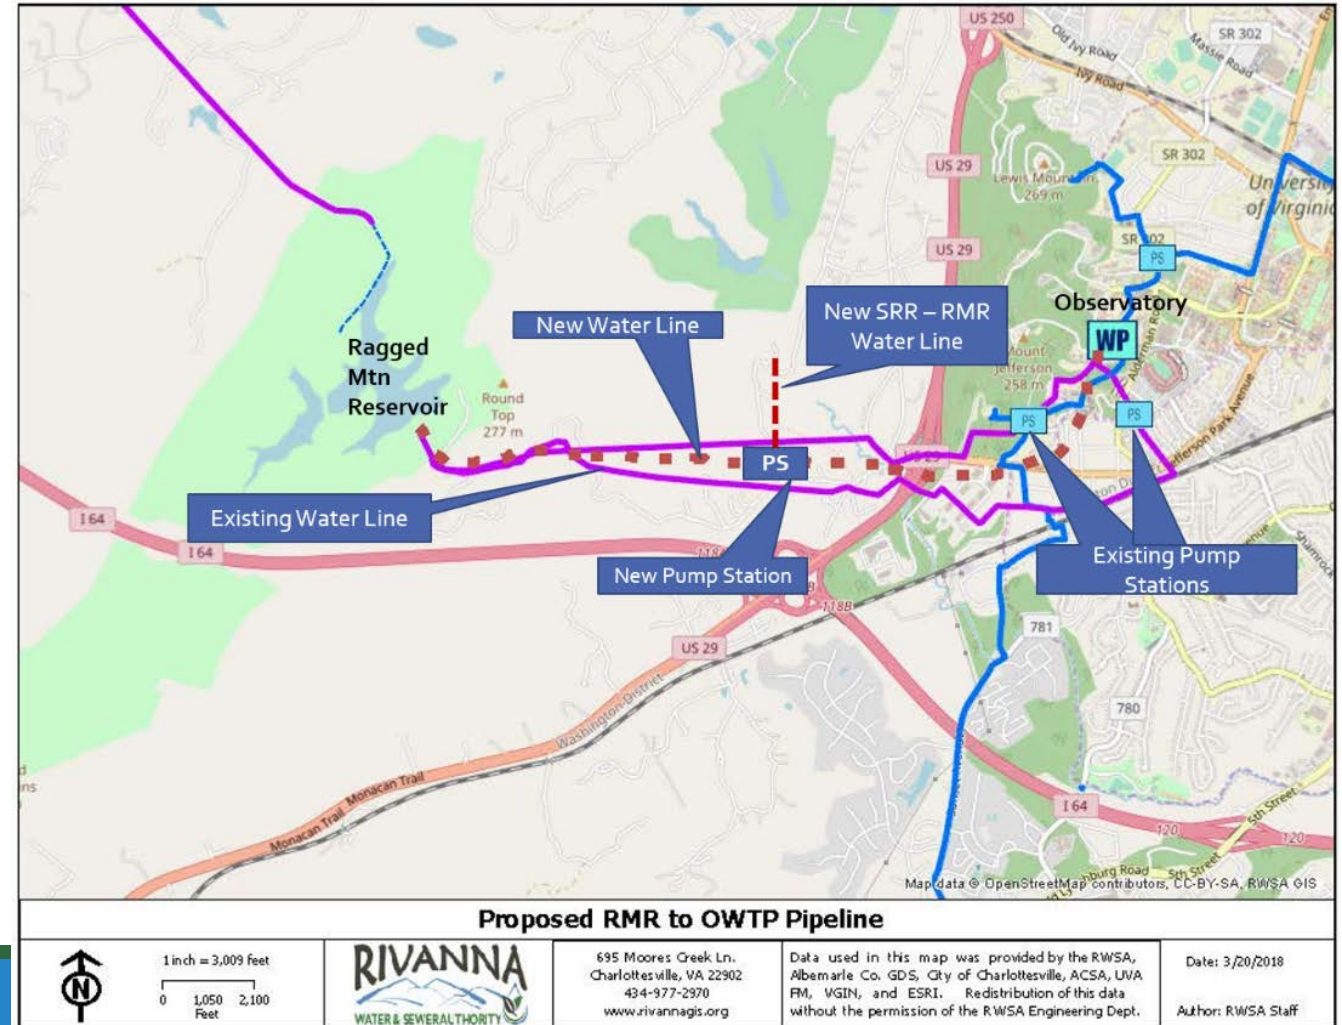 US 250
SR 302
Old Ivy Road
Massie Road
Ivy Road
SR 302
US 29
Lewis Mountain
269 m
University
of Virginia
US 29
PS
Observatory
New SRR – RMR
Water Line
New Water Line
WP
Alderman Road
Ragged
Mtn
Reservoir
Mount
Jefferson
258 m
Round
Top
277 m
PS
PS
Jefferson Park Avenue
US 29
PS
I 64
Existing Water Line
I 64
Shamrock
New Pump Station
Existing Pump
Stations
118B
781
US 29
Washington District
780
Monacan Trail
Monacan Trail
I 64
5th Street
120
120
5th Street
Map data © OpenStreetMap contributors, CC-BY-SA, RWSA GIS
Proposed RMR to OWTP Pipeline
N
1 inch = 3,009 feet
0 1,050 2,100
Feet
RIVANNA
WATER & SEWER AUTHORITY
695 Moores Creek Ln.
Charlottesville, VA 22902
434-977-2970
www.rivannagis.org
Data used in this map was provided by the RWSA,
Albemarle Co. GDS, City of Charlottesville, ACSA, UVA
FM, VGIN, and ESRI. Redistribution of this data
without the permission of the RWSA Engineering Dept.
Date: 3/20/2018
Author: RWSA Staff